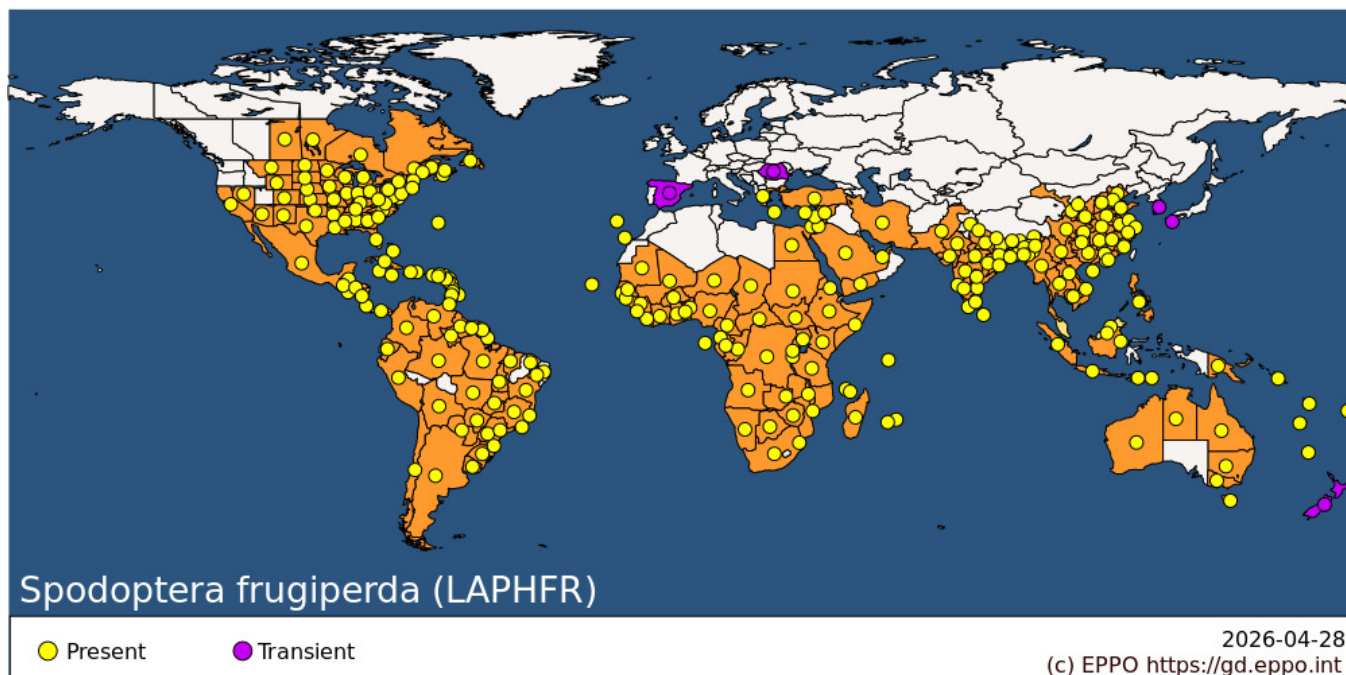 Spodoptera frugiperda (LAPHFR)
Present
Transient
2026-04-28
(c) EPPO https://gd.eppo.int